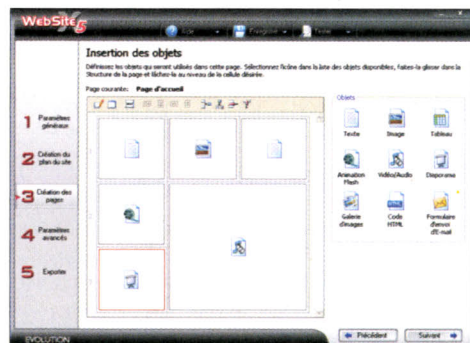 WebSite X5
Aide
Enregistrer
Tester
Insertion des objets
Définissez les objets qui seront utilisés dans cette page. Sélectionnez l'icône dans la liste des objets disponibles, faites-la glisser dans la
Structure de la page et lâchez-la au niveau de la cellule désirée.
Page courante: Page d'accueil
Objets
1 Paramètres généraux
2 Création du plan du site
3 Création des pages
4 Paramètres avancés
5 Exporter
Texte
Image
Tableau
Animation Flash
Vidéo/Audio
Diaporama
Galerie d'images
Code HTML
Formulaire d'envoi d'E-mail
EVOLUTION
Précédent
Suivant